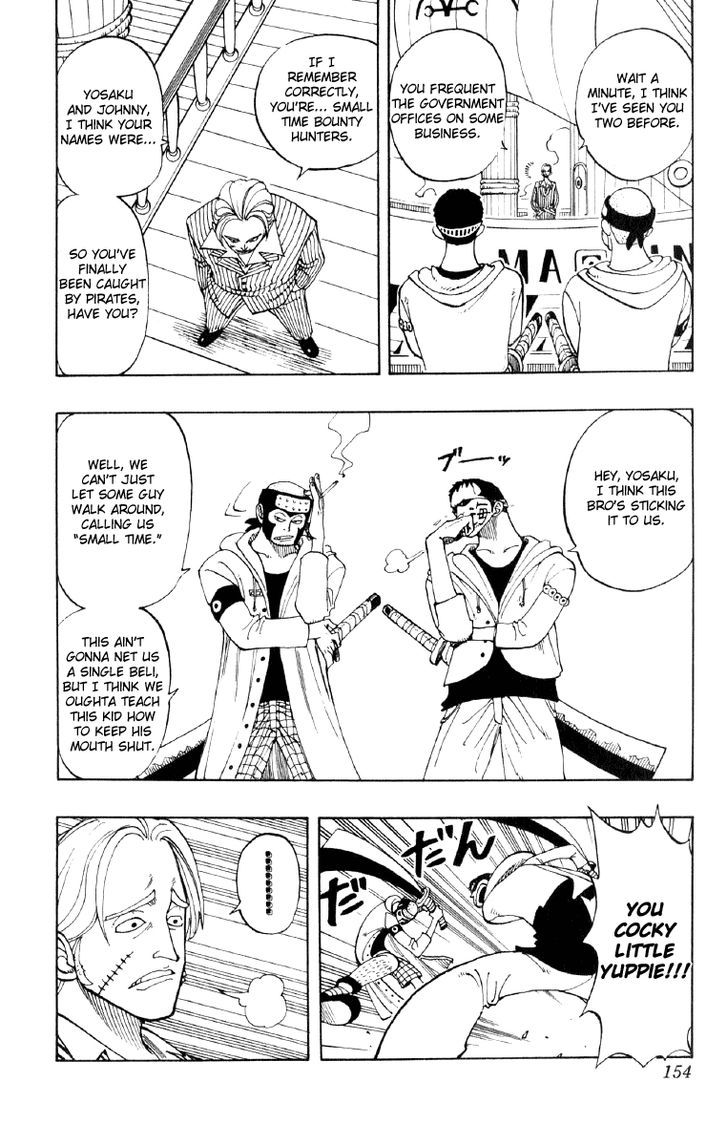 WAIT A
MINUTE, I THINK
I'VE SEEN YOU
TWO BEFORE.
YOU FREQUENT
THE GOVERNMENT
OFFICES ON SOME
BUSINESS.
MA
IN
IF I
REMEMBER
CORRECTLY,
YOU'RE... SMALL
TIME BOUNTY
HUNTERS.
YOSAKU
AND JOHNNY,
I THINK YOUR
NAMES WERE...
SO YOU'VE
FINALLY
BEEN CAUGHT
BY PIRATES,
HAVE YOU?
HEY, YOSAKU,
I THINK THIS
BRO'S STICKING
IT TO US.
ブーッ
WELL, WE
CAN'T JUST
LET SOME GUY
WALK AROUND,
CALLING US
"SMALL TIME."
THIS AIN'T
GONNA NET US
A SINGLE BELI,
BUT I THINK WE
OUGHTA TEACH
THIS KID HOW
TO KEEP HIS
MOUTH SHUT.
YOU
COCKY
LITTLE
YUPPIE!!!
だんっ
だっ
154